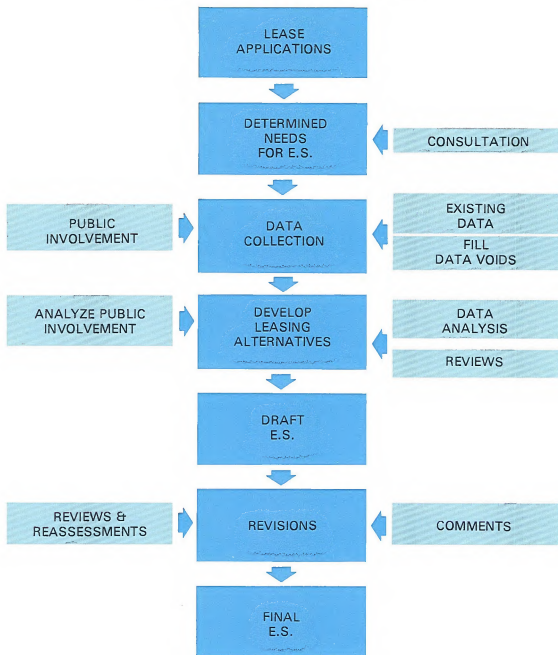 LEASE
APPLICATIONS
DETERMINED
NEEDS
FOR E.S.
CONSULTATION
PUBLIC
INVOLVEMENT
DATA
COLLECTION
EXISTING
DATA
FILL
DATA VOIDS
ANALYZE PUBLIC
INVOLVEMENT
DEVELOP
LEASING
ALTERNATIVES
DATA
ANALYSIS
REVIEWS
DRAFT
E.S.
REVIEWS &
REASSESSMENTS
REVISIONS
COMMENTS
FINAL
E.S.